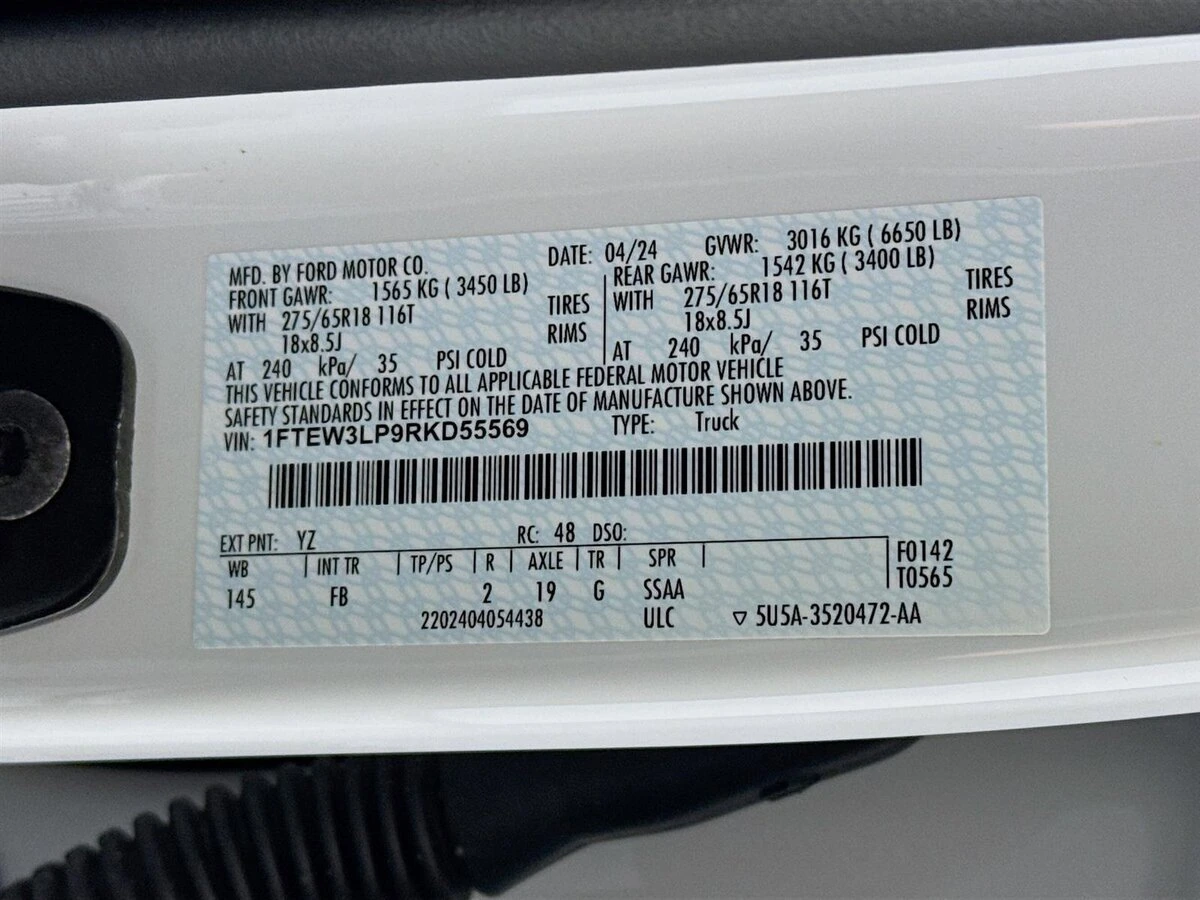 MFD. BY FORD MOTOR CO. DATE: 04/24 GVWR: 3016 KG ( 6650 LB)
FRONT GAWR: 1565 KG ( 3450 LB)
WITH 275/65R18 116T TIRES
18x8.5J RIMS
AT 240 kPa/ 35 PSI COLD
REAR GAWR: 1542 KG ( 3400 LB)
WITH 275/65R18 116T TIRES
18x8.5J RIMS
AT 240 kPa/ 35 PSI COLD
THIS VEHICLE CONFORMS TO ALL APPLICABLE FEDERAL MOTOR VEHICLE
SAFETY STANDARDS IN EFFECT ON THE DATE OF MANUFACTURE SHOWN ABOVE.
VIN: 1FTEW3LP9RKD55569 TYPE: Truck
EXT PNT: YZ RC: 48 DSO:
WB INT TR TP/PS R AXLE TR SPR F0142
145 FB 2 19 G SSAA T0565
2202404054438 ULC ▽ 5U5A-3520472-AA